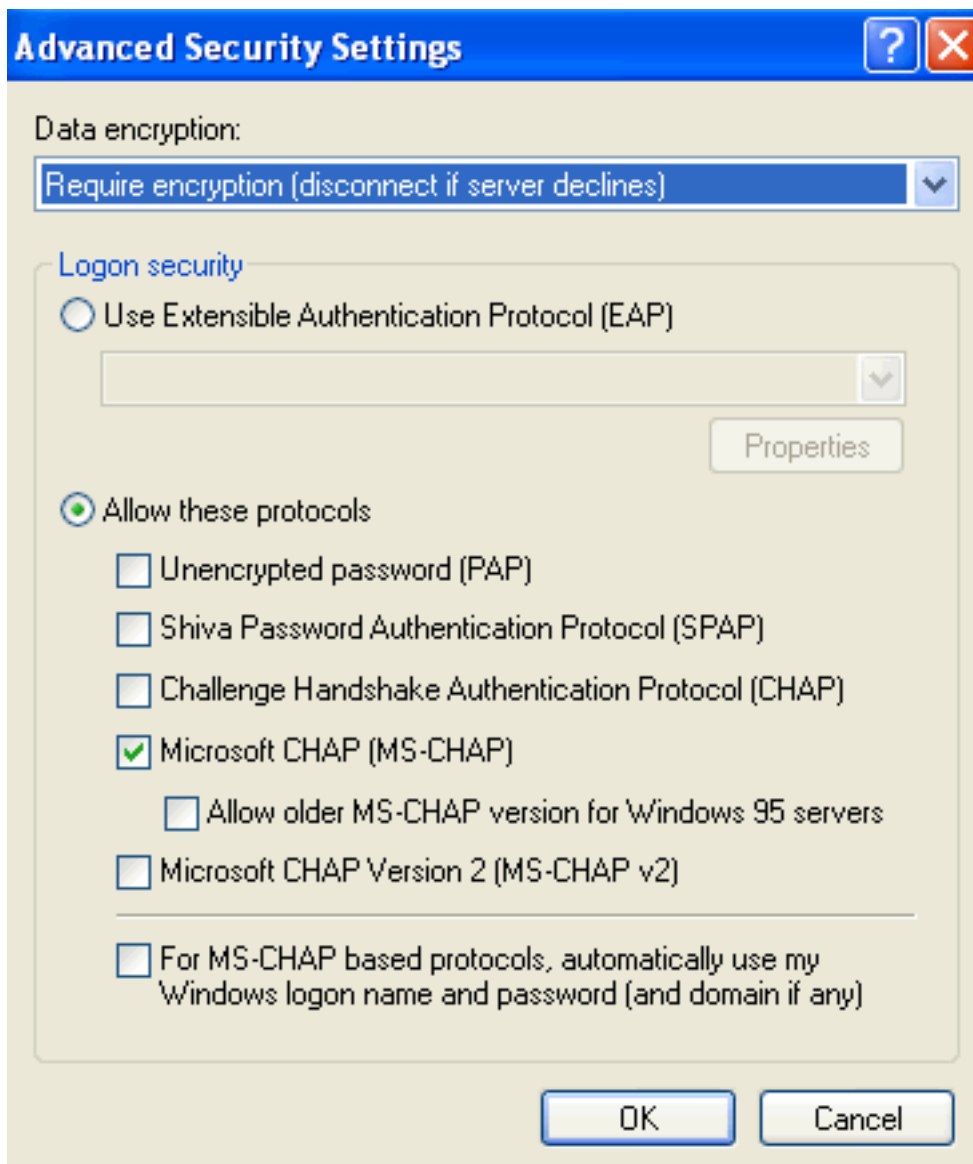 Advanced Security Settings
?
Data encryption:
Require encryption (disconnect if server declines)
Logon security
Use Extensible Authentication Protocol (EAP)
Properties
Allow these protocols
Unencrypted password (PAP)
Shiva Password Authentication Protocol (SPAP)
Challenge Handshake Authentication Protocol (CHAP)
Microsoft CHAP (MS-CHAP)
Allow older MS-CHAP version for Windows 95 servers
Microsoft CHAP Version 2 (MS-CHAP v2)
For MS-CHAP based protocols, automatically use my
Windows logon name and password (and domain if any)
OK Cancel